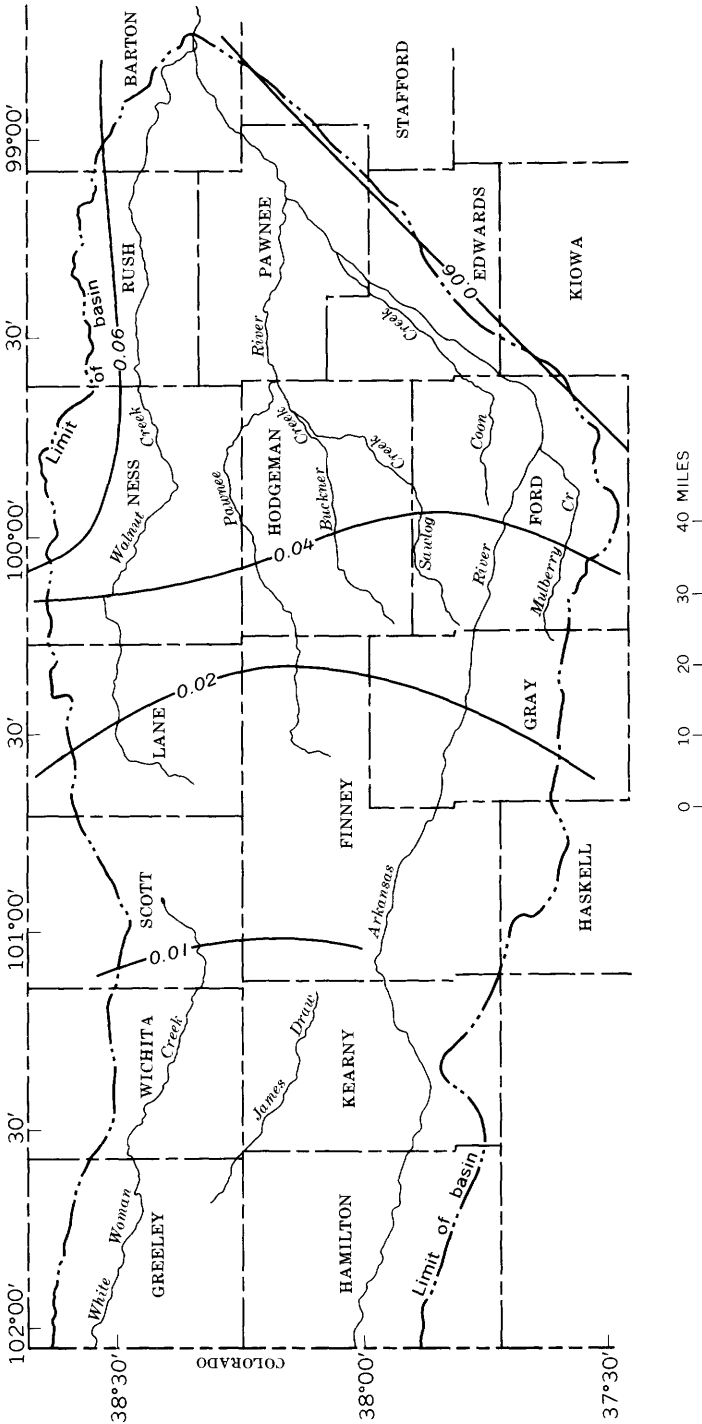 102°00'
30'
101°00'
30'
100°00'
30'
99°00'
38°30'
38°00'
37°30'
COLORADO
Limit of basin
Limit of basin
GREELEY
WICHITA
SCOTT
LANE
NESS
RUSH
BARTON
HAMILTON
KEARNY
FINNEY
HODGEMAN
PAWNEE
STAFFORD
HASKELL
GRAY
FORD
EDWARDS
KIOWA
White Woman Creek
James Draw
Arkansas River
Walnut Creek
Pawnee River
Buckner Creek
Sawlog Creek
Coon Creek
Mulberry Cr
0.01
0.02
0.04
0.06
0.06
0 10 20 30 40 MILES